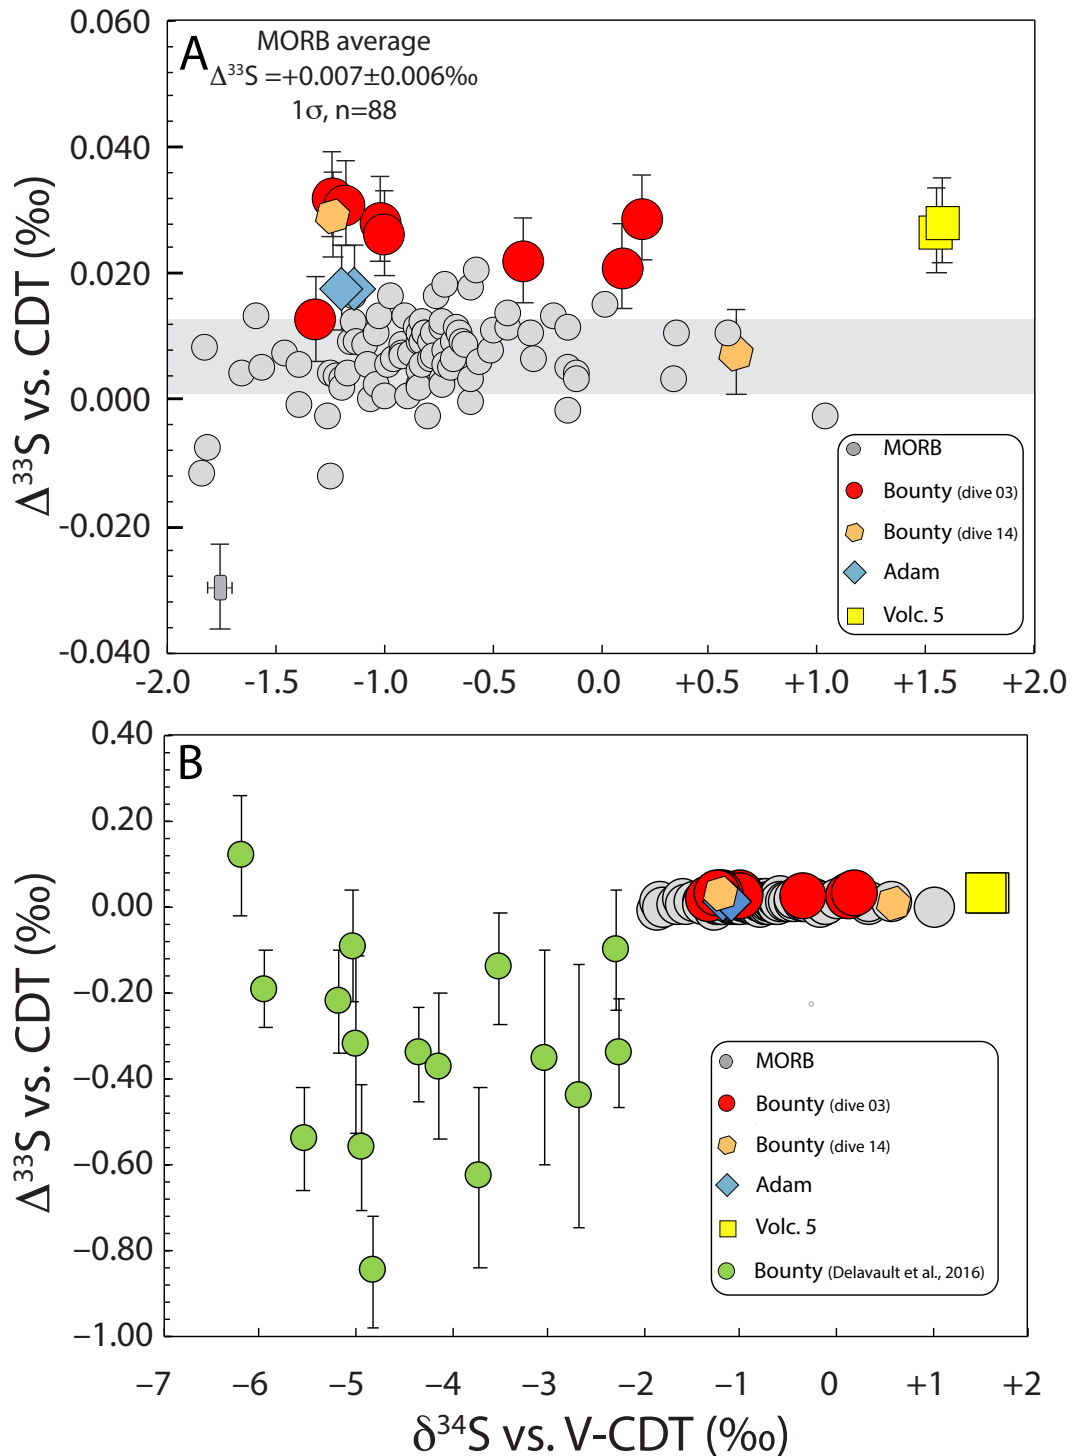 A
MORB average
Δ³³S =+0.007±0.006‰
1σ, n=88
Δ³³S vs. CDT (‰)
0.060
0.040
0.020
0.000
-0.020
-0.040
MORB
Bounty (dive 03)
Bounty (dive 14)
Adam
Volc. 5
-2.0 -1.5 -1.0 -0.5 0.0 +0.5 +1.0 +1.5 +2.0
B
Δ³³S vs. CDT (‰)
0.40
0.20
0.00
−0.20
−0.40
−0.60
−0.80
−1.00
MORB
Bounty (dive 03)
Bounty (dive 14)
Adam
Volc. 5
Bounty (Delavault et al., 2016)
−7 −6 −5 −4 −3 −2 −1 0 +1 +2
δ³⁴S vs. V-CDT (‰)